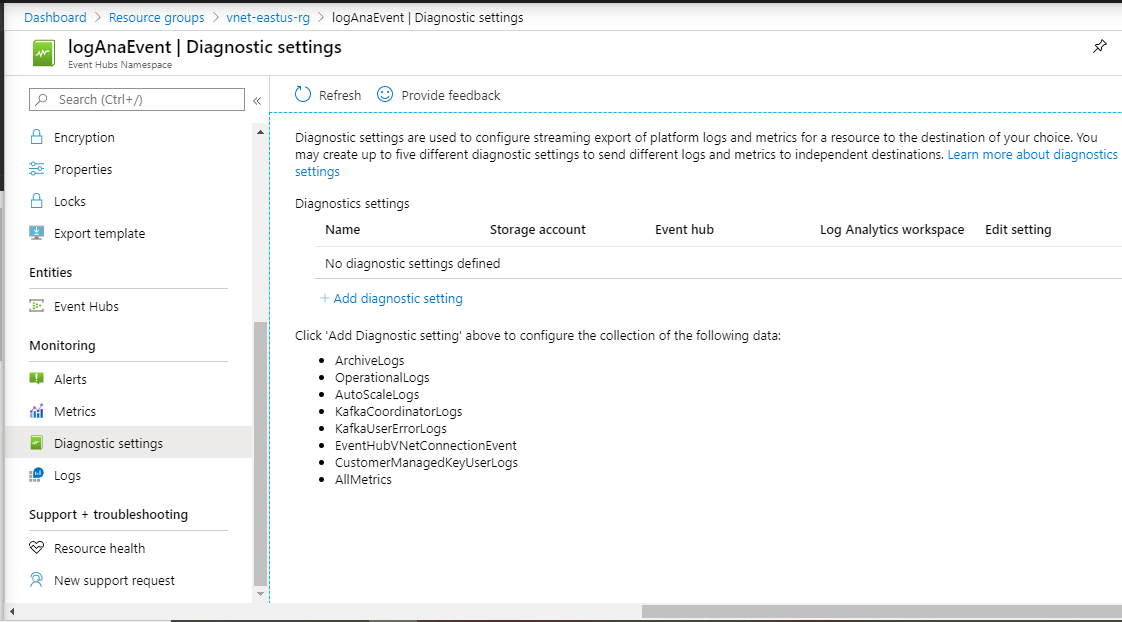 Dashboard > Resource groups > vnet-eastus-rg > logAnaEvent | Diagnostic settings
logAnaEvent | Diagnostic settings
Event Hubs Namespace
Search (Ctrl+/)
«
Encryption
Properties
Locks
Export template
Entities
Event Hubs
Monitoring
Alerts
Metrics
Diagnostic settings
Logs
Support + troubleshooting
Resource health
New support request
Refresh
Provide feedback
Diagnostic settings are used to configure streaming export of platform logs and metrics for a resource to the destination of your choice. You
may create up to five different diagnostic settings to send different logs and metrics to independent destinations. Learn more about diagnostics
settings
Diagnostics settings
Name Storage account Event hub Log Analytics workspace Edit setting
No diagnostic settings defined
+ Add diagnostic setting
Click 'Add Diagnostic setting' above to configure the collection of the following data:
• ArchiveLogs
• OperationalLogs
• AutoScaleLogs
• KafkaCoordinatorLogs
• KafkaUserErrorLogs
• EventHubVNetConnectionEvent
• CustomerManagedKeyUserLogs
• AllMetrics